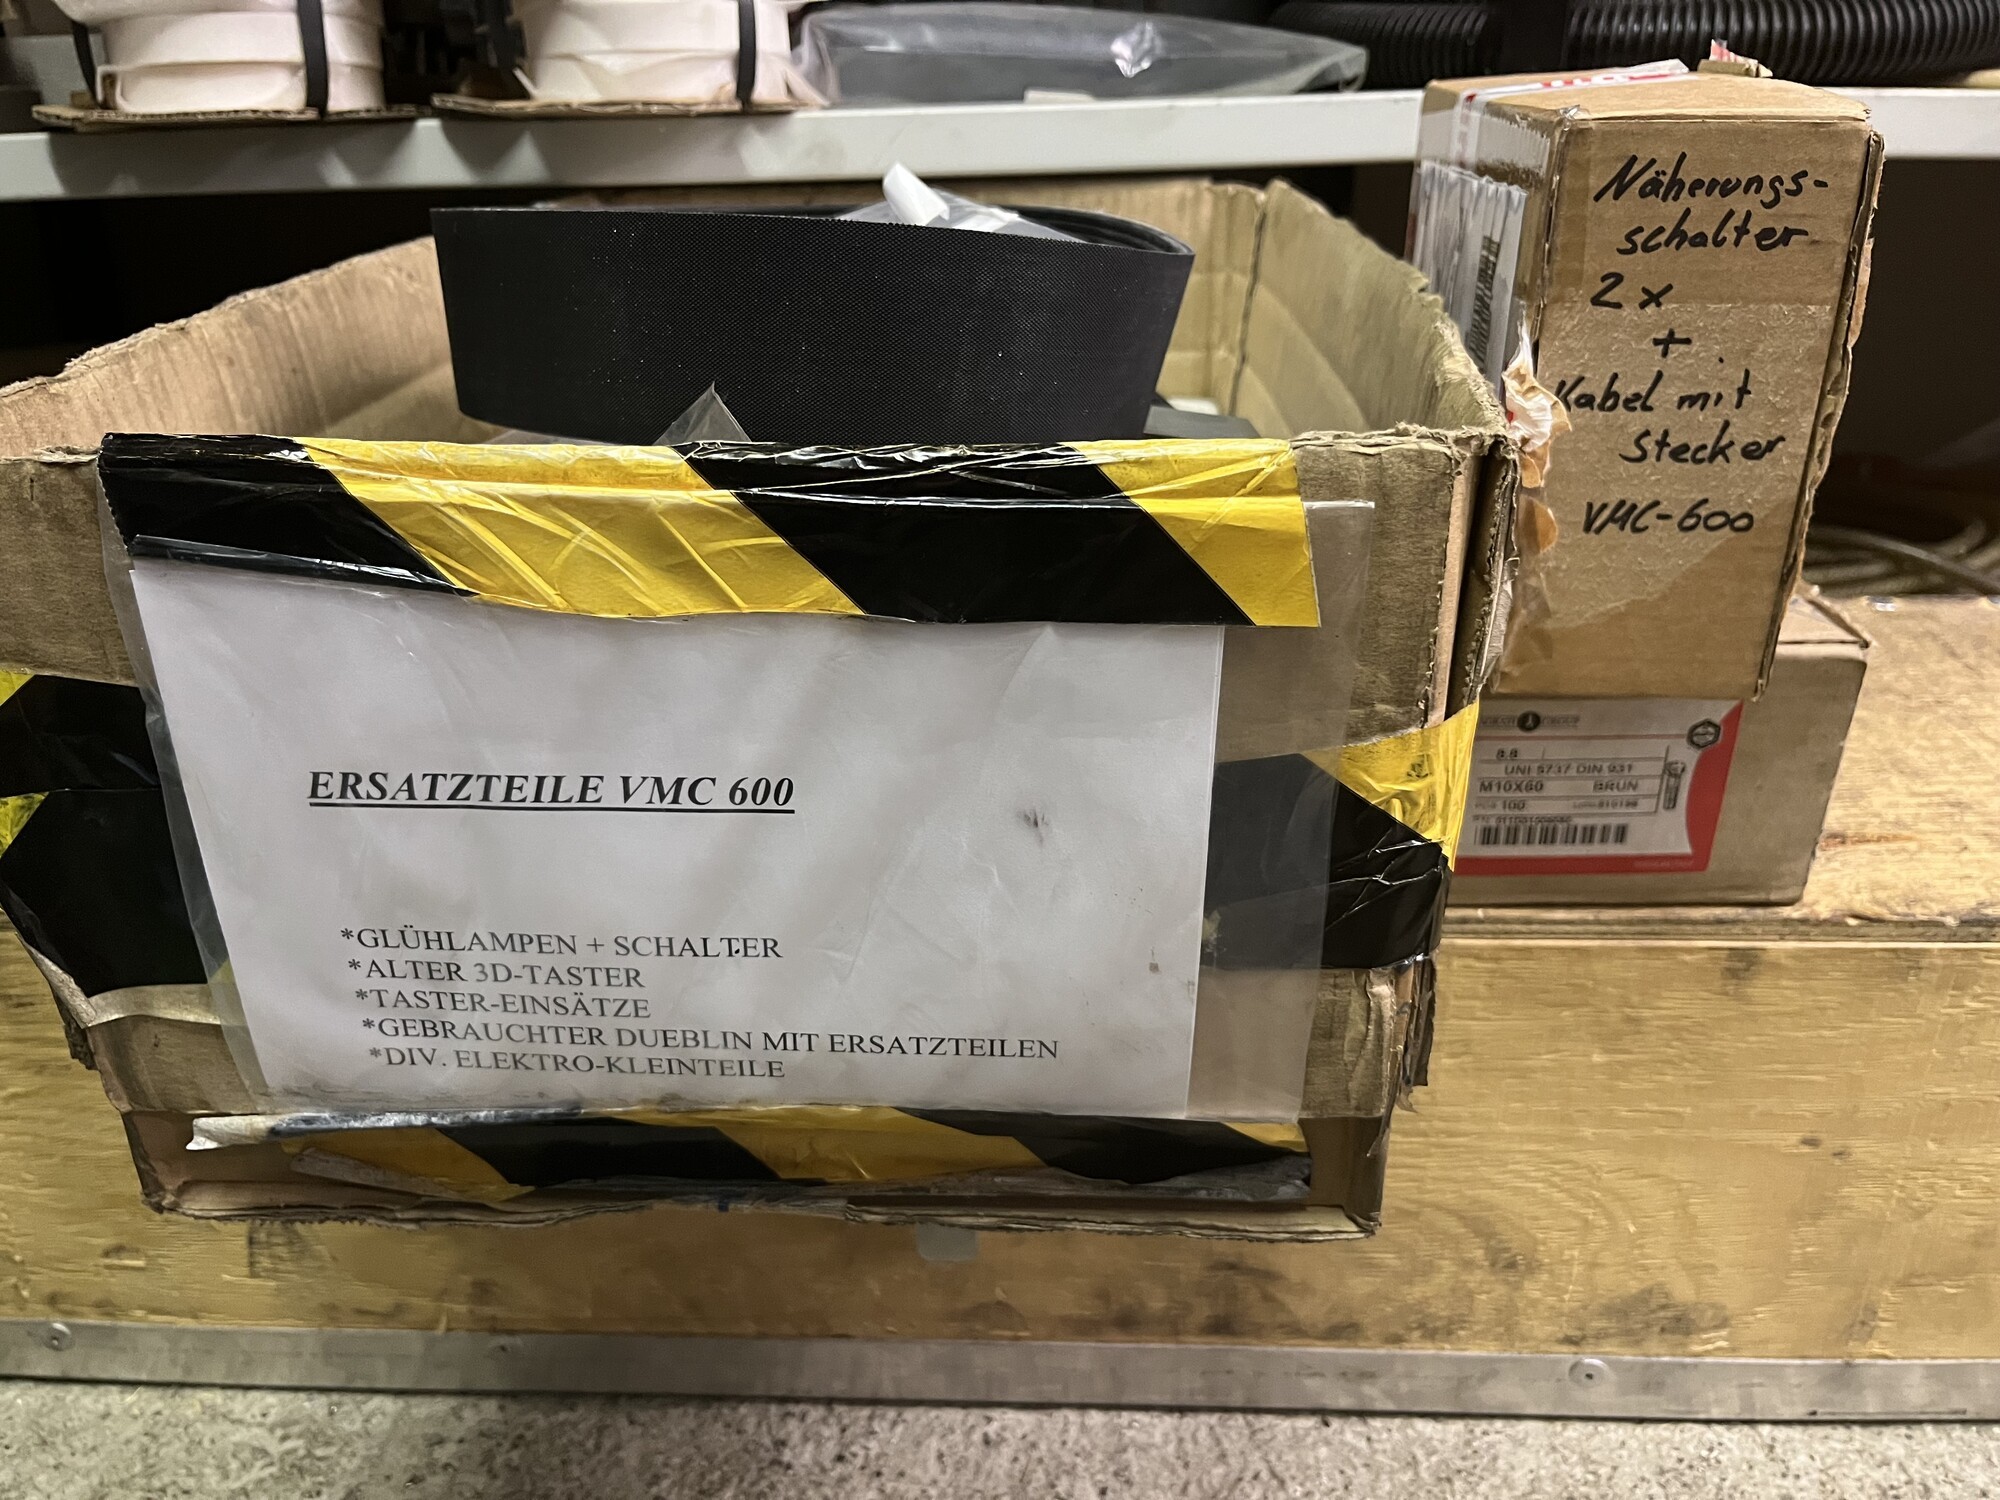 ERSATZTEILE VMC 600
*GLÜHLAMPEN + SCHALTER
*ALTER 3D-TASTER
*TASTER-EINSÄTZE
*GEBRAUCHTER DUEBLIN MIT ERSATZTEILEN
*DIV. ELEKTRO-KLEINTEILE
Näherungs-
schalter
2x
+
Kabel mit
Stecker
VMC-600
8.8
UNI 5737 DIN 931
M10X60 BRUN
100